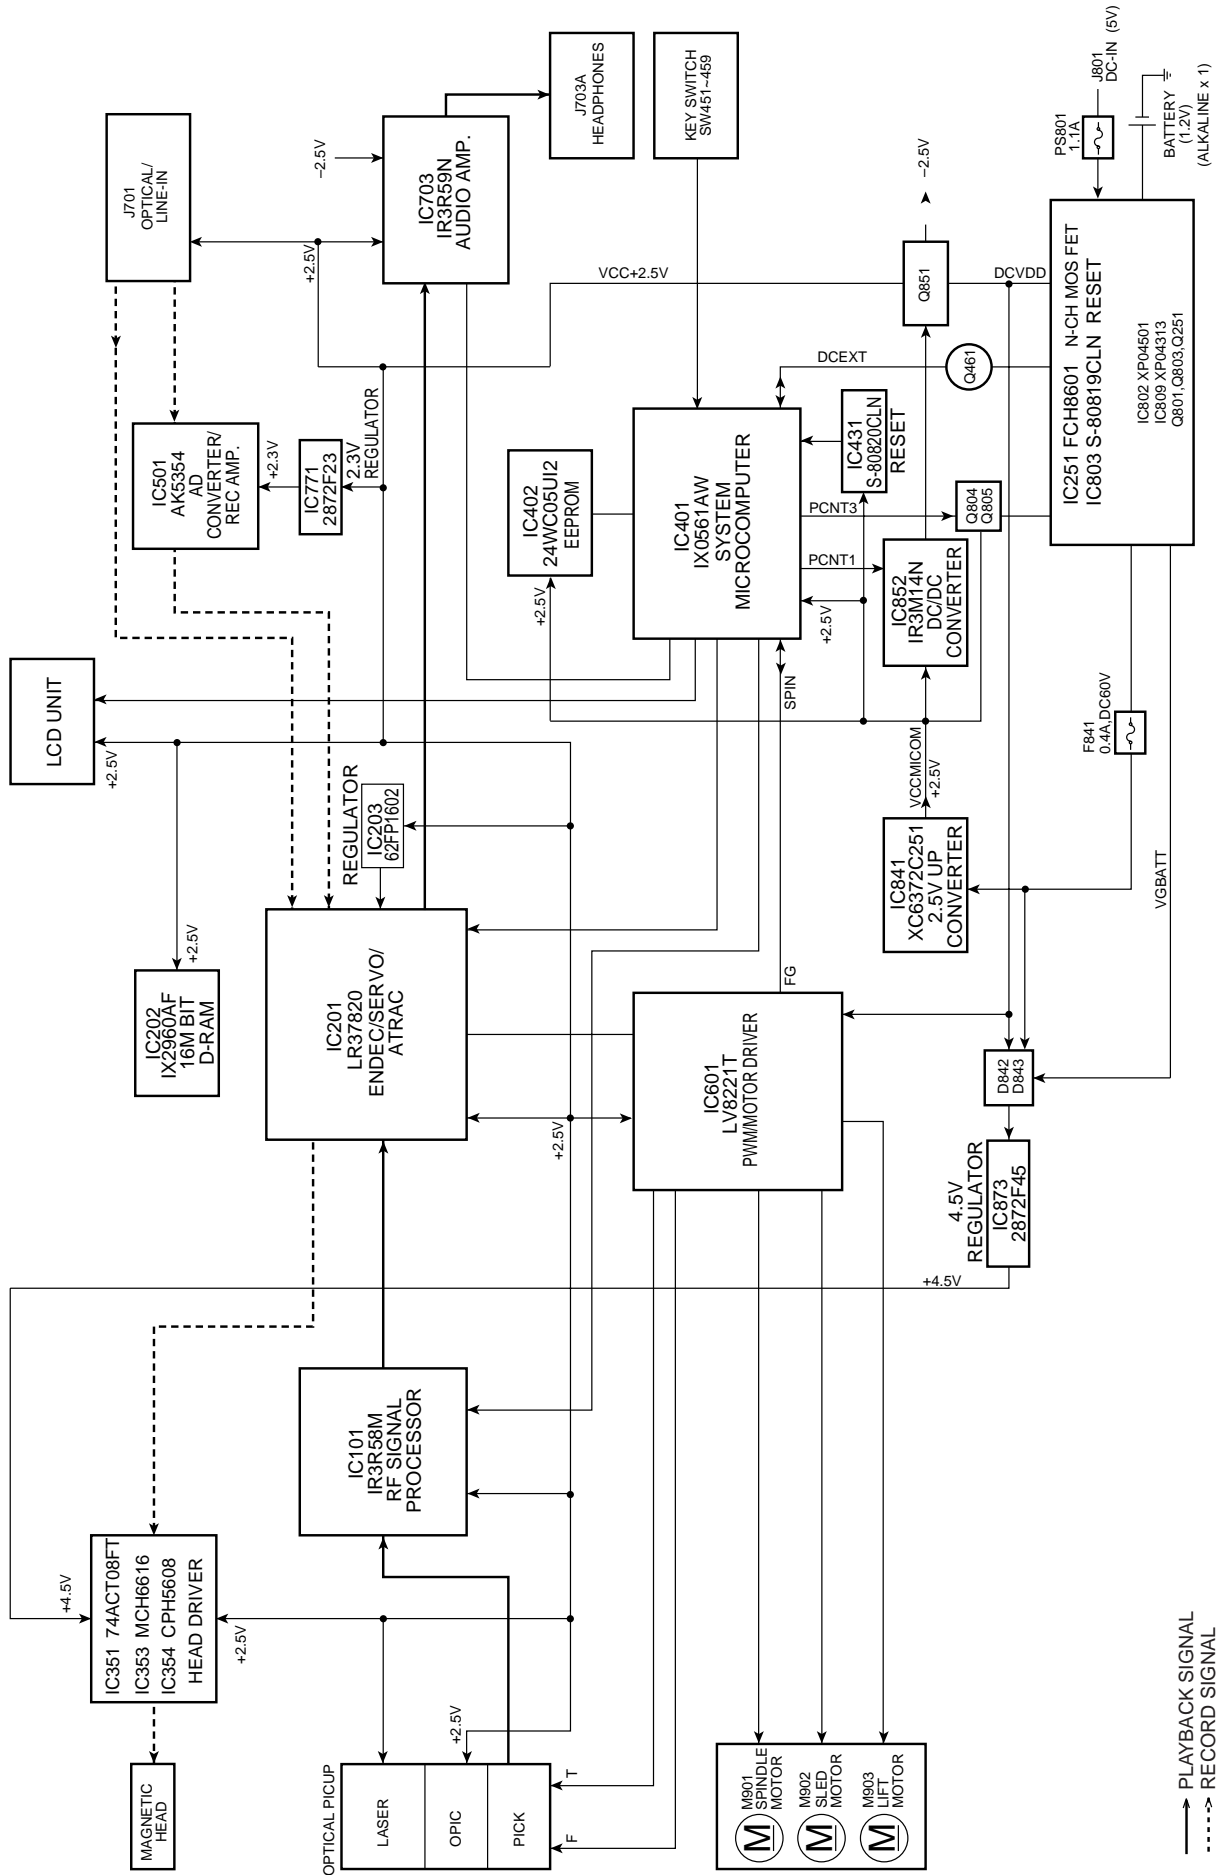 MAGNETIC
HEAD
IC351 74ACT08FT
IC353 MCH6616
IC354 CPH5608
HEAD DRIVER
+4.5V
+2.5V
OPTICAL PICUP
LASER
OPIC
PICK
+2.5V
T
F
IC101
IR3R58M
RF SIGNAL
PROCESSOR
IC201
LR37820
ENDEC/SERVO/
ATRAC
+2.5V
REGULATOR
IC203
62FP1602
IC202
IX2960AF
16M BIT
D-RAM
+2.5V
LCD UNIT
+2.5V
J701
OPTICAL/
LINE-IN
IC501
AK5354
AD
CONVERTER/
REC AMP.
+2.3V
IC771
2872F23
2.3V
REGULATOR
+2.5V
–2.5V
IC703
IR3R59N
AUDIO AMP.
J703A
HEADPHONES
KEY SWITCH
SW451~459
IC402
24WC05UI2
EEPROM
+2.5V
IC401
IX0561AW
SYSTEM
MICROCOMPUTER
VCC+2.5V
DCEXT
IC431
S-80820CLN
RESET
PCNT3
PCNT1
+2.5V
SPIN
FG
IC601
LV8221T
PWM/MOTOR DRIVER
M
M901
SPINDLE
MOTOR
M
M902
SLED
MOTOR
M
M903
LIFT
MOTOR
IC852
IR3M14N
DC/DC
CONVERTER
Q851
–2.5V
Q461
Q804
Q805
DCVDD
VCCMICOM
+2.5V
IC841
XC6372C251
2.5V UP
CONVERTER
4.5V
REGULATOR
IC873
2872F45
+4.5V
D842
D843
F841
0.4A,DC60V
VGBATT
IC251 FCH8601 N-CH MOS FET
IC803 S-80819CLN RESET
IC802 XP04501
IC809 XP04313
Q801,Q803,Q251
PS801
1.1A
J801
DC-IN (5V)
BATTERY
(1.2V)
(ALKALINE x 1)
PLAYBACK SIGNAL
RECORD SIGNAL